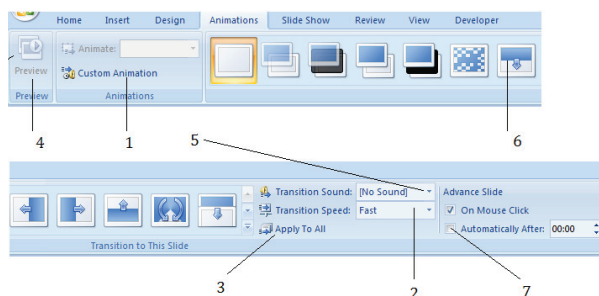 Home Insert Design Animations Slide Show Review View Developer
Preview
Animate:
Custom Animation
Preview Animations
4 1 5 6
Transition Sound: [No Sound] Advance Slide
Transition Speed: Fast On Mouse Click
Apply To All Automatically After: 00:00
Transition to This Slide
3 2 7